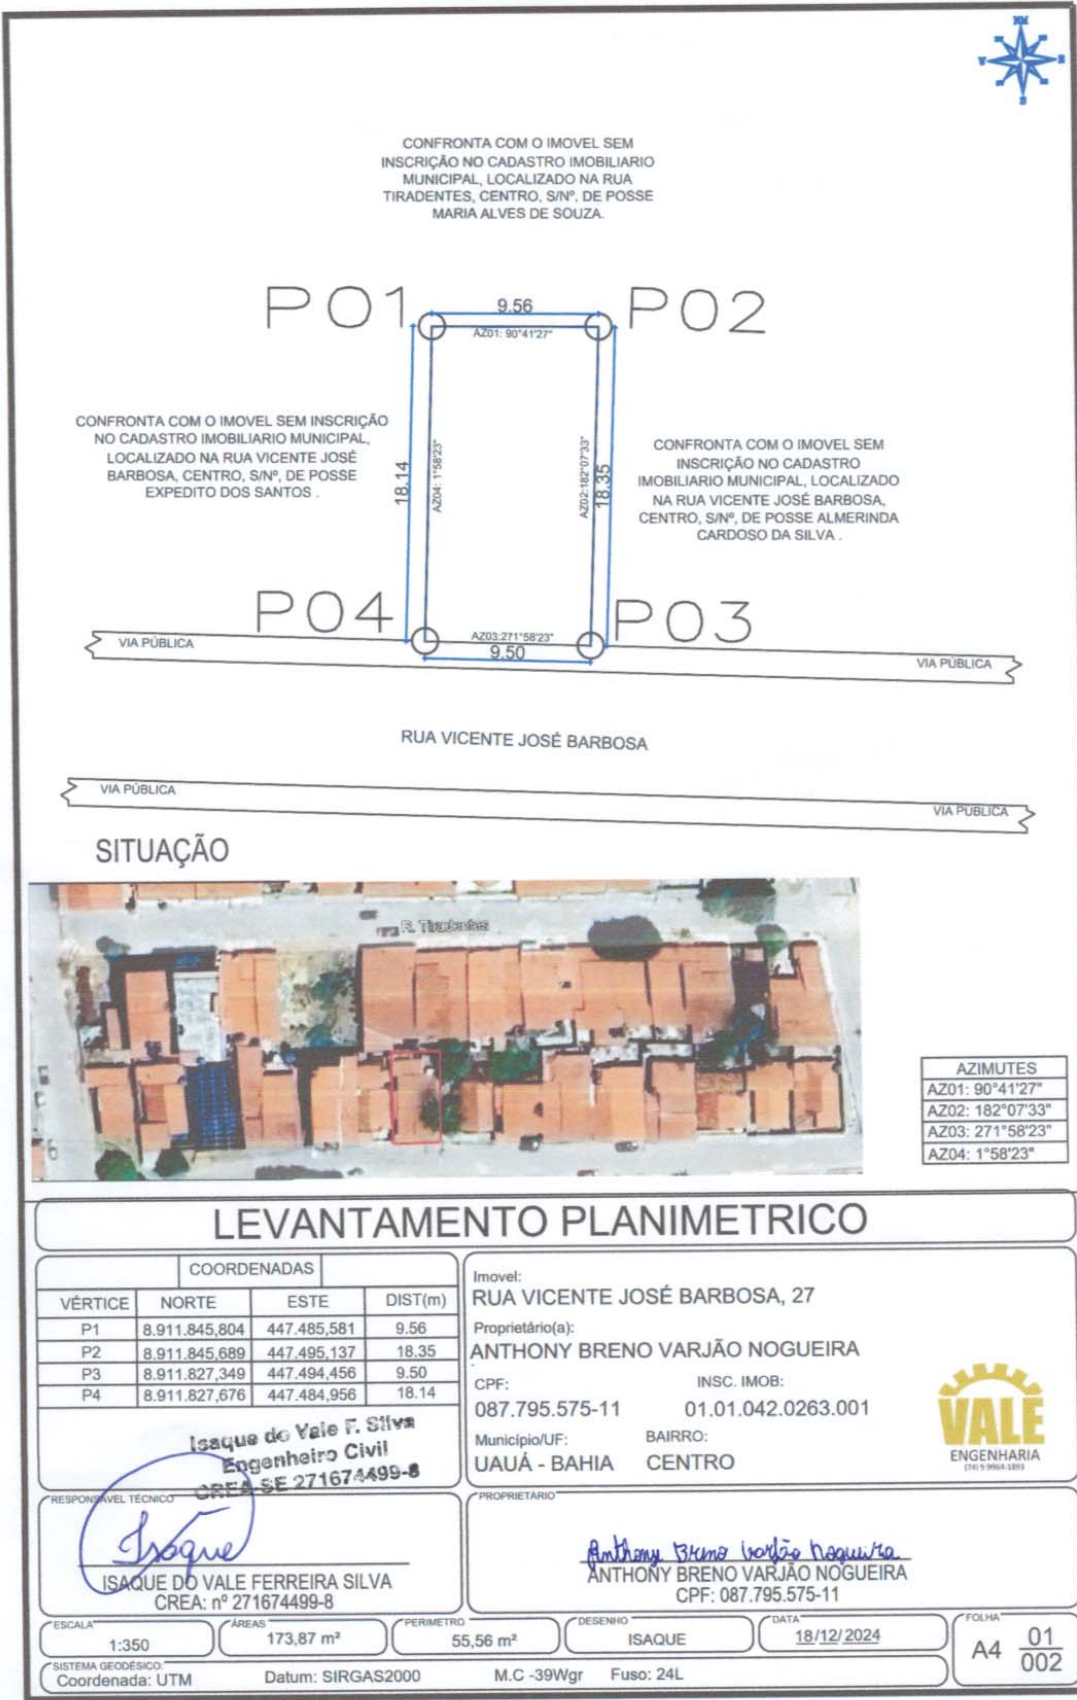 NV
V
E
S
CONFRONTA COM O IMOVEL SEM
INSCRIÇÃO NO CADASTRO IMOBILIARIO
MUNICIPAL, LOCALIZADO NA RUA
TIRADENTES, CENTRO, S/Nº, DE POSSE
MARIA ALVES DE SOUZA.
P01
9.56
P02
AZ01: 90°41'27"
CONFRONTA COM O IMOVEL SEM INSCRIÇÃO
NO CADASTRO IMOBILIARIO MUNICIPAL,
LOCALIZADO NA RUA VICENTE JOSÉ
BARBOSA, CENTRO, S/Nº, DE POSSE
EXPEDITO DOS SANTOS .
18.14
AZ04: 1°58'23"
AZ02:182°07'33"
18.35
CONFRONTA COM O IMOVEL SEM
INSCRIÇÃO NO CADASTRO
IMOBILIARIO MUNICIPAL, LOCALIZADO
NA RUA VICENTE JOSÉ BARBOSA,
CENTRO, S/Nº, DE POSSE ALMERINDA
CARDOSO DA SILVA .
P04
P03
AZ03:271°58'23"
9.50
VIA PÚBLICA
VIA PÚBLICA
RUA VICENTE JOSÉ BARBOSA
VIA PÚBLICA
VIA PÚBLICA
SITUAÇÃO
R. Tiradentes
AZIMUTES
AZ01: 90°41'27"
AZ02: 182°07'33"
AZ03: 271°58'23"
AZ04: 1°58'23"
LEVANTAMENTO PLANIMETRICO
COORDENADAS
VÉRTICE NORTE ESTE DIST(m)
P1 8.911.845,804 447.485,581 9.56
P2 8.911.845,689 447.495,137 18.35
P3 8.911.827,349 447.494,456 9.50
P4 8.911.827,676 447.484,956 18.14
Imovel:
RUA VICENTE JOSÉ BARBOSA, 27
Proprietário(a):
ANTHONY BRENO VARJÃO NOGUEIRA
CPF: INSC. IMOB:
087.795.575-11 01.01.042.0263.001
Município/UF: BAIRRO:
UAUÁ - BAHIA CENTRO
VALE
ENGENHARIA
(74) 9 9964-1893
Isaque do Vale F. Silva
Engenheiro Civil
CREA-SE 271674499-8
RESPONSÁVEL TÉCNICO
Isaque
ISAQUE DO VALE FERREIRA SILVA
CREA: nº 271674499-8
PROPRIETÁRIO
Anthony Breno Varjão Nogueira
ANTHONY BRENO VARJÃO NOGUEIRA
CPF: 087.795.575-11
ESCALA
1:350
ÁREAS
173,87 m²
PERIMETRO
55,56 m²
DESENHO
ISAQUE
DATA
18/12/2024
FOLHA
A4 01
002
SISTEMA GEODÉSICO:
Coordenada: UTM Datum: SIRGAS2000 M.C -39Wgr Fuso: 24L